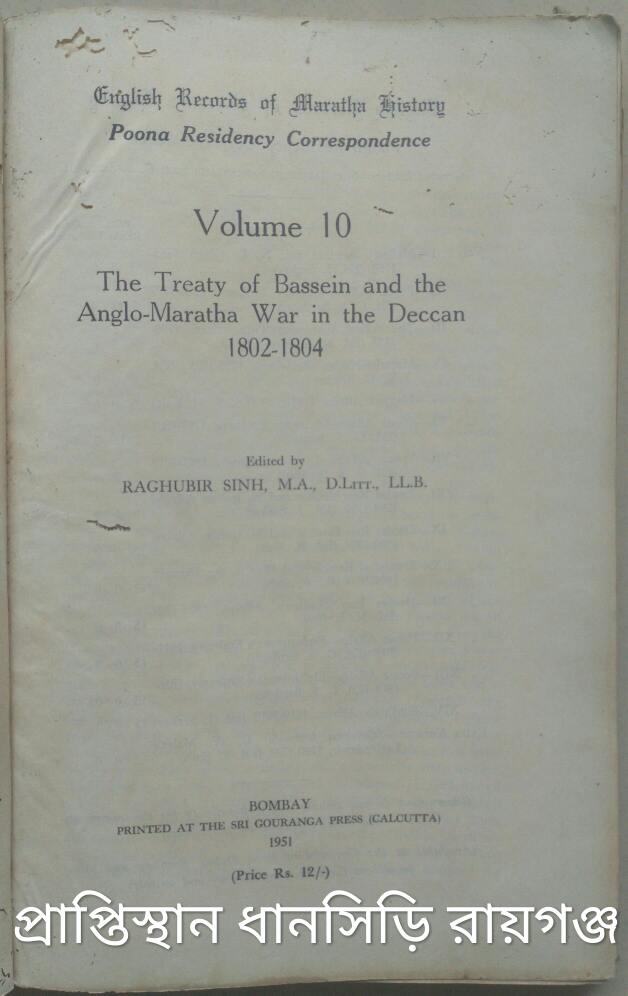 English Records of Maratha History
Poona Residency Correspondence
Volume 10
The Treaty of Bassein and the
Anglo-Maratha War in the Deccan
1802-1804
Edited by
RAGHUBIR SINH, M.A., D.LITT., LL.B.
BOMBAY
PRINTED AT THE SRI GOURANGA PRESS (CALCUTTA)
1951
(Price Rs. 12/-)
প্রাপ্তিস্থান ধানসিড়ি রায়গঞ্জ